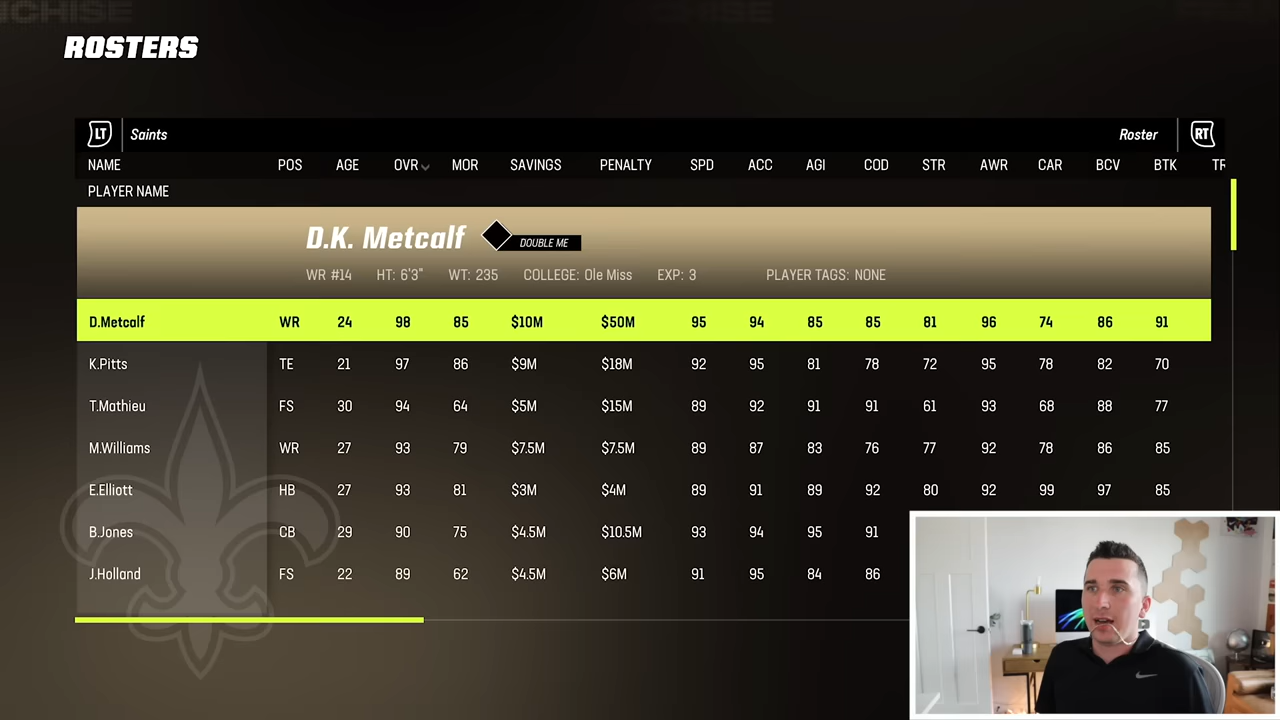 ROSTERS
LT Saints Roster RT
NAME POS AGE OVR MOR SAVINGS PENALTY SPD ACC AGI COD STR AWR CAR BCV BTK TR
PLAYER NAME
D.K. Metcalf DOUBLE ME
WR #14 HT: 6'3" WT: 235 COLLEGE: Ole Miss EXP: 3 PLAYER TAGS: NONE
D.Metcalf WR 24 98 85 $10M $50M 95 94 85 85 81 96 74 86 91
K.Pitts TE 21 97 86 $9M $18M 92 95 81 78 72 95 78 82 70
T.Mathieu FS 30 94 64 $5M $15M 89 92 91 91 61 93 68 88 77
M.Williams WR 27 93 79 $7.5M $7.5M 89 87 83 76 77 92 78 86 85
E.Elliott HB 27 93 81 $3M $4M 89 91 89 92 80 92 99 97 85
B.Jones CB 29 90 75 $4.5M $10.5M 93 94 95 91
J.Holland FS 22 89 62 $4.5M $6M 91 95 84 86